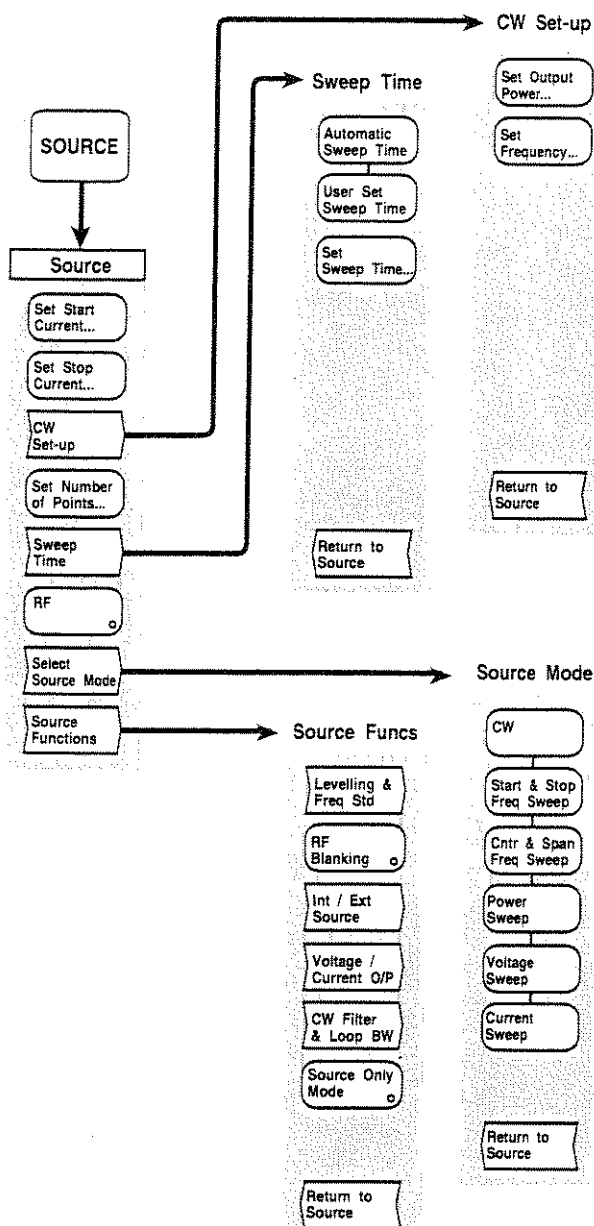 CW Set-up
Set Output
Power...
Set
Frequency...
Return to
Source
Sweep Time
Automatic
Sweep Time
User Set
Sweep Time
Set
Sweep Time...
Return to
Source
SOURCE
Source
Set Start
Current...
Set Stop
Current...
CW
Set-up
Set Number
of Points...
Sweep
Time
RF
Select
Source Mode
Source
Functions
Source Funcs
Levelling &
Freq Std
RF
Blanking
Int / Ext
Source
Voltage /
Current O/P
CW Filter
& Loop BW
Source Only
Mode
Return to
Source
Source Mode
CW
Start & Stop
Freq Sweep
Cntr & Span
Freq Sweep
Power
Sweep
Voltage
Sweep
Current
Sweep
Return to
Source